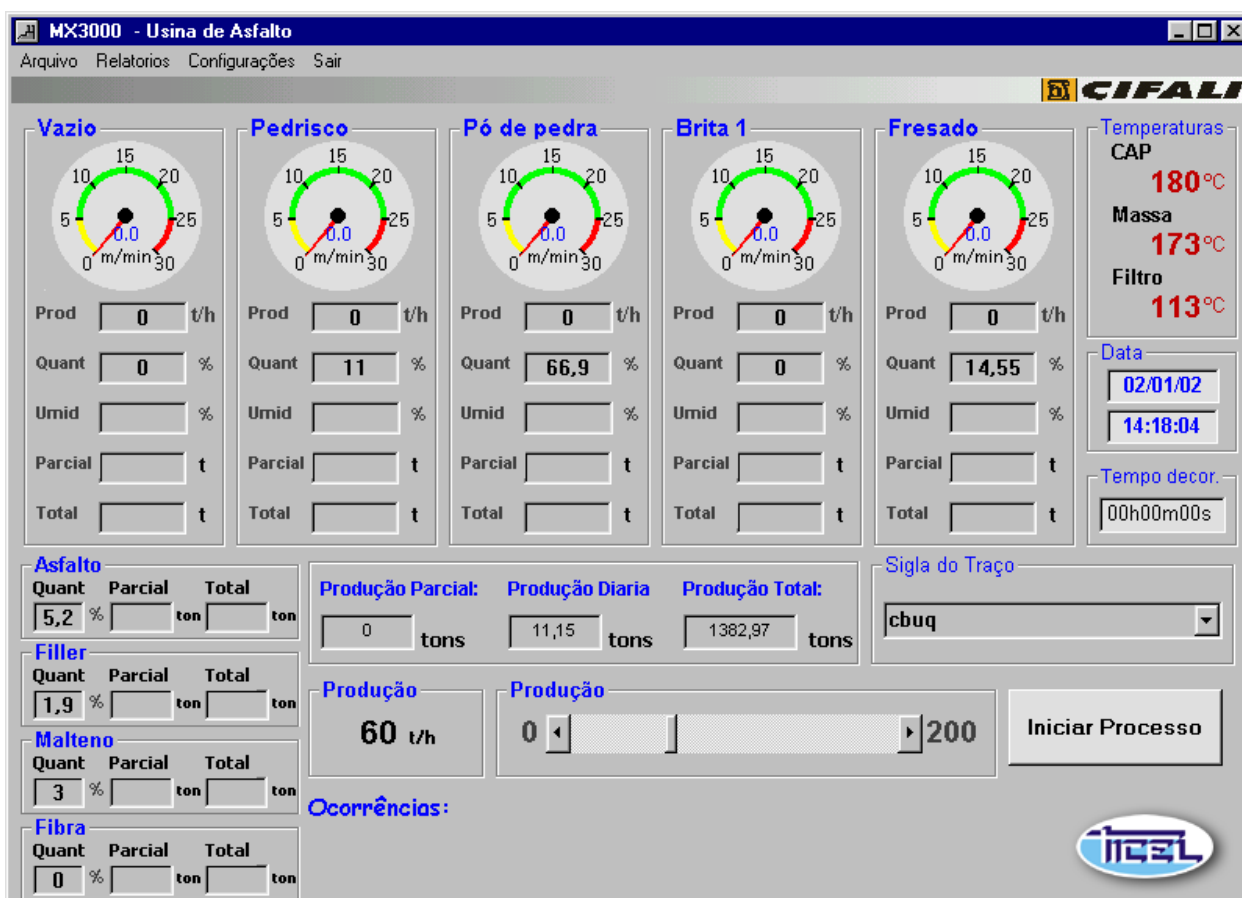 MX3000 - Usina de Asfalto
Arquivo Relatorios Configurações Sair
CIFALI
Vazio
15
10 20
5 25
0.0
0 m/min 30
Prod 0 t/h
Quant 0 %
Umid %
Parcial t
Total t
Pedrisco
15
10 20
5 25
0.0
0 m/min 30
Prod 0 t/h
Quant 11 %
Umid %
Parcial t
Total t
Pó de pedra
15
10 20
5 25
0.0
0 m/min 30
Prod 0 t/h
Quant 66,9 %
Umid %
Parcial t
Total t
Brita 1
15
10 20
5 25
0.0
0 m/min 30
Prod 0 t/h
Quant 0 %
Umid %
Parcial t
Total t
Fresado
15
10 20
5 25
0.0
0 m/min 30
Prod 0 t/h
Quant 14,55 %
Umid %
Parcial t
Total t
Temperaturas
CAP
180ºC
Massa
173ºC
Filtro
113ºC
Data
02/01/02
14:18:04
Tempo decor.
00h00m00s
Asfalto
Quant Parcial Total
5,2 % ton ton
Filler
Quant Parcial Total
1,9 % ton ton
Malteno
Quant Parcial Total
3 % ton ton
Fibra
Quant Parcial Total
0 % ton ton
Produção Parcial: Produção Diaria Produção Total:
0 tons 11,15 tons 1382,97 tons
Sigla do Traço
cbuq
Produção
60 t/h
Produção
0 200
Iniciar Processo
Ocorrências:
TICEL